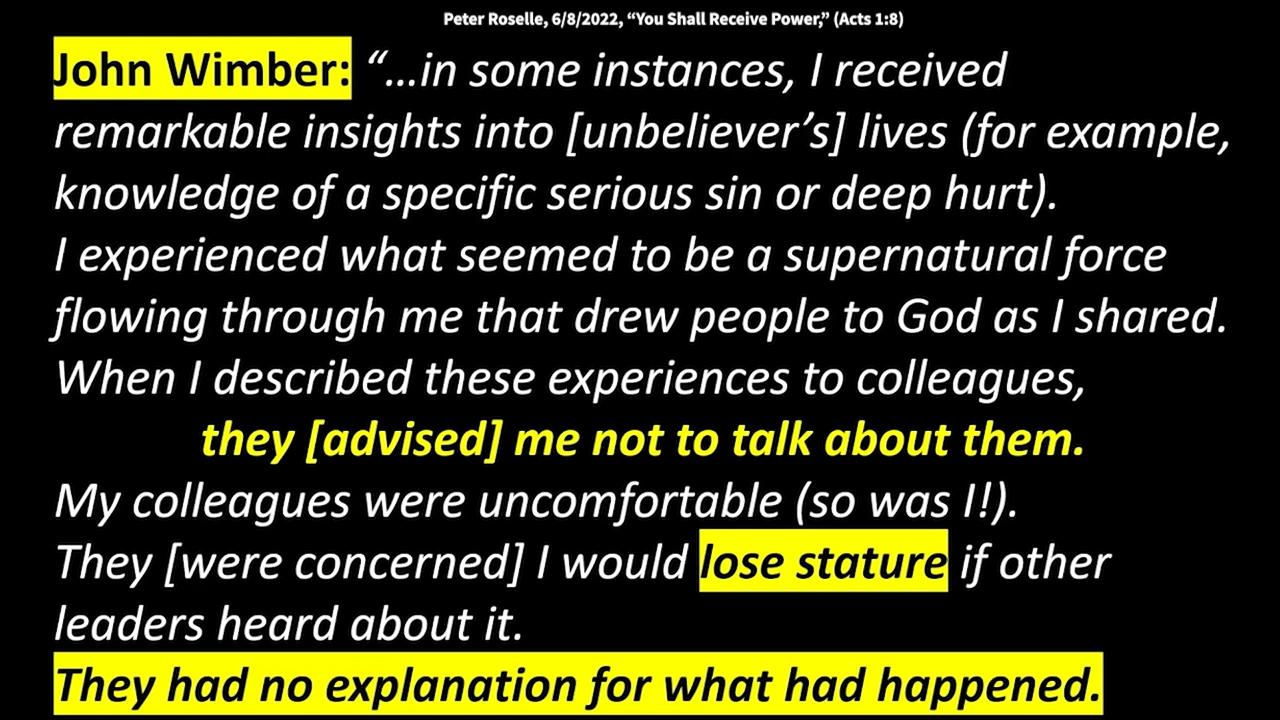 Peter Roselle, 6/8/2022, “You Shall Receive Power,” (Acts 1:8)
John Wimber: “…in some instances, I received
remarkable insights into [unbeliever’s] lives (for example,
knowledge of a specific serious sin or deep hurt).
I experienced what seemed to be a supernatural force
flowing through me that drew people to God as I shared.
When I described these experiences to colleagues,
they [advised] me not to talk about them.
My colleagues were uncomfortable (so was I!).
They [were concerned] I would lose stature if other
leaders heard about it.
They had no explanation for what had happened.